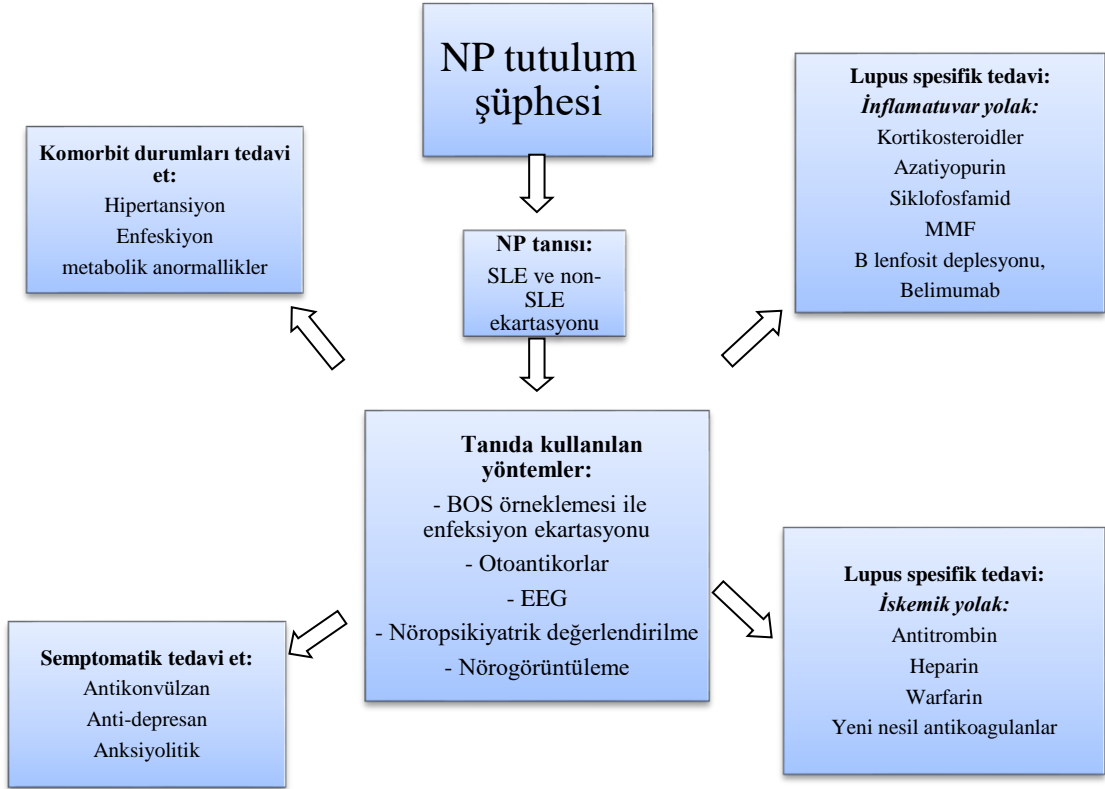 NP tutulum
şüphesi
NP tanısı:
SLE ve non-
SLE
ekartasyonu
Tanıda kullanılan
yöntemler:
- BOS örneklemesi ile
enfeksiyon ekartasyonu
- Otoantikorlar
- EEG
- Nöropsikiyatrik değerlendirilme
- Nörogörüntüleme
Komorbit durumları tedavi
et:
Hipertansiyon
Enfeskiyon
metabolik anormallikler
Lupus spesifik tedavi:
İnflamatuvar yolak:
Kortikosteroidler
Azatiyopurin
Siklofosfamid
MMF
B lenfosit deplesyonu,
Belimumab
Semptomatik tedavi et:
Antikonvülzan
Anti-depresan
Anksiyolitik
Lupus spesifik tedavi:
İskemik yolak:
Antitrombin
Heparin
Warfarin
Yeni nesil antikoagulanlar